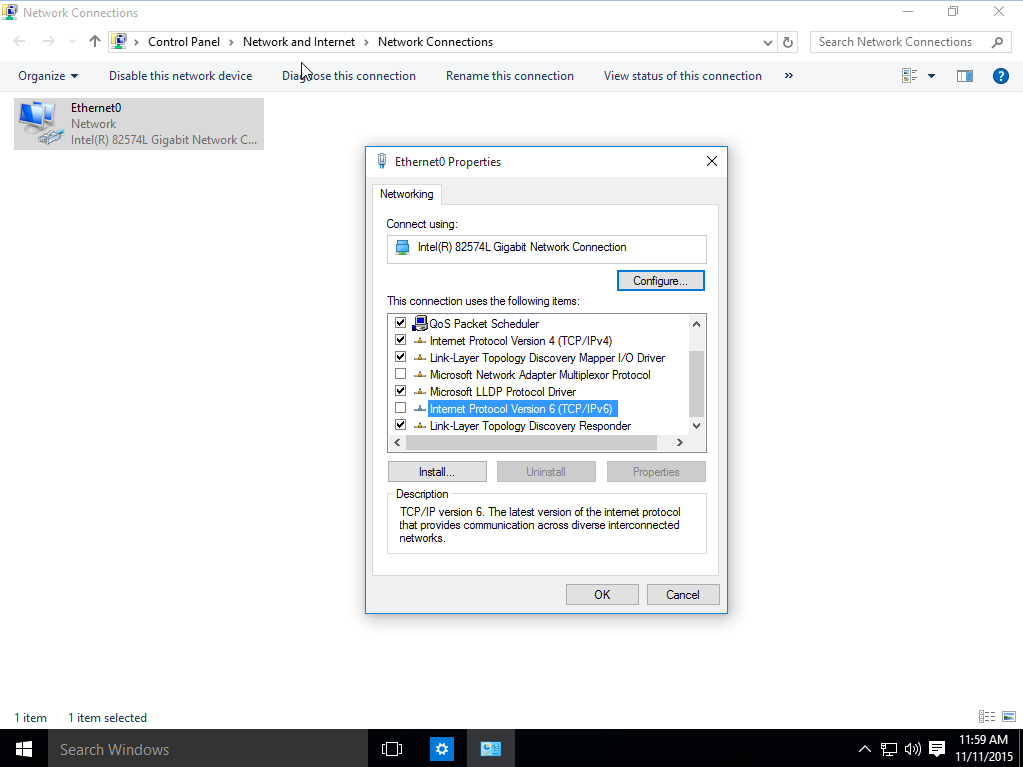 Network Connections
Control Panel > Network and Internet > Network Connections
Search Network Connections
Organize
Disable this network device
Diagnose this connection
Rename this connection
View status of this connection
»
?
Ethernet0
Network
Intel(R) 82574L Gigabit Network C...
Ethernet0 Properties
Networking
Connect using:
Intel(R) 82574L Gigabit Network Connection
Configure...
This connection uses the following items:
QoS Packet Scheduler
Internet Protocol Version 4 (TCP/IPv4)
Link-Layer Topology Discovery Mapper I/O Driver
Microsoft Network Adapter Multiplexor Protocol
Microsoft LLDP Protocol Driver
Internet Protocol Version 6 (TCP/IPv6)
Link-Layer Topology Discovery Responder
Install...
Uninstall
Properties
Description
TCP/IP version 6. The latest version of the internet protocol
that provides communication across diverse interconnected
networks.
OK
Cancel
1 item
1 item selected
Search Windows
11:59 AM
11/11/2015